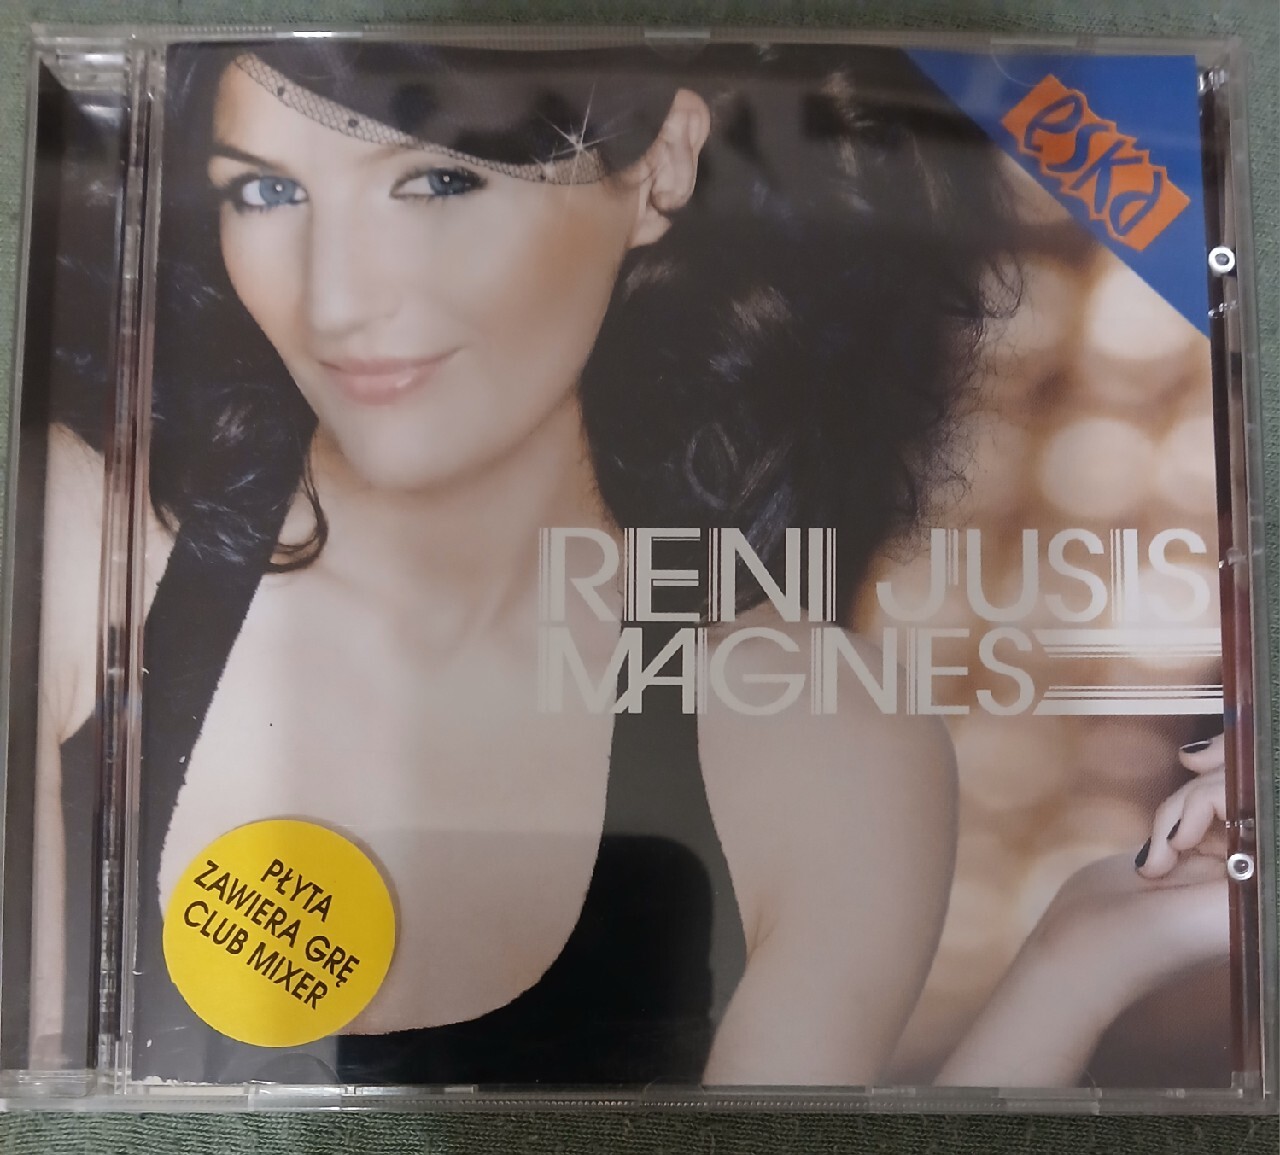 eska
RENI JUSIS
MAGNES
PŁYTA
ZAWIERA GRĘ
CLUB MIXER